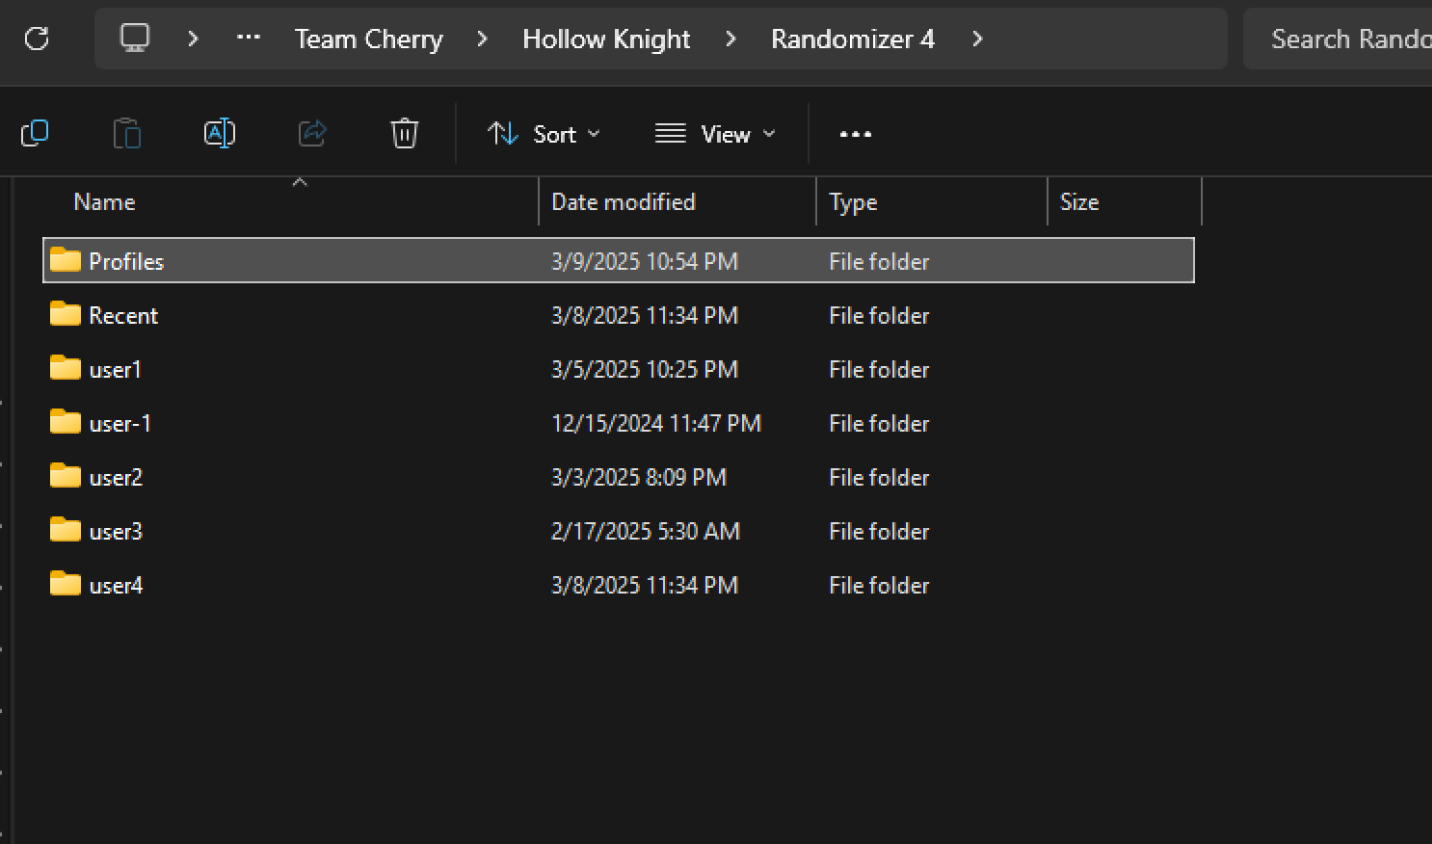 Team Cherry > Hollow Knight > Randomizer 4 > Search Rando
Sort View
Name Date modified Type Size
Profiles 3/9/2025 10:54 PM File folder
Recent 3/8/2025 11:34 PM File folder
user1 3/5/2025 10:25 PM File folder
user-1 12/15/2024 11:47 PM File folder
user2 3/3/2025 8:09 PM File folder
user3 2/17/2025 5:30 AM File folder
user4 3/8/2025 11:34 PM File folder